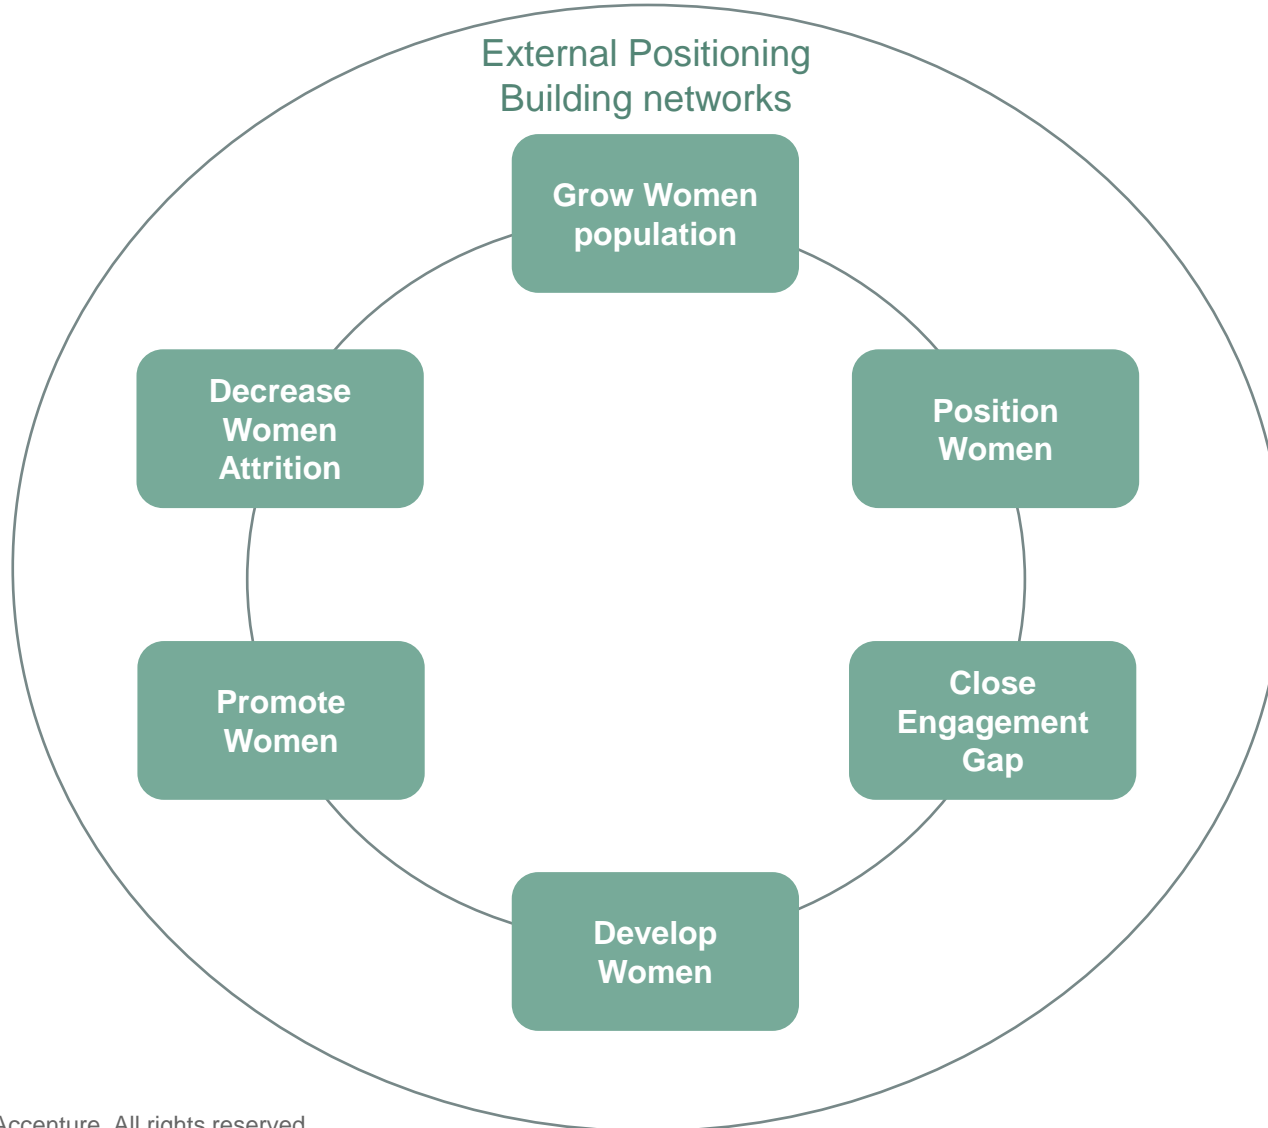 External Positioning
Building networks
Grow Women
population
Decrease
Women
Attrition
Position
Women
Promote
Women
Close
Engagement
Gap
Develop
Women
Accenture. All rights reserved